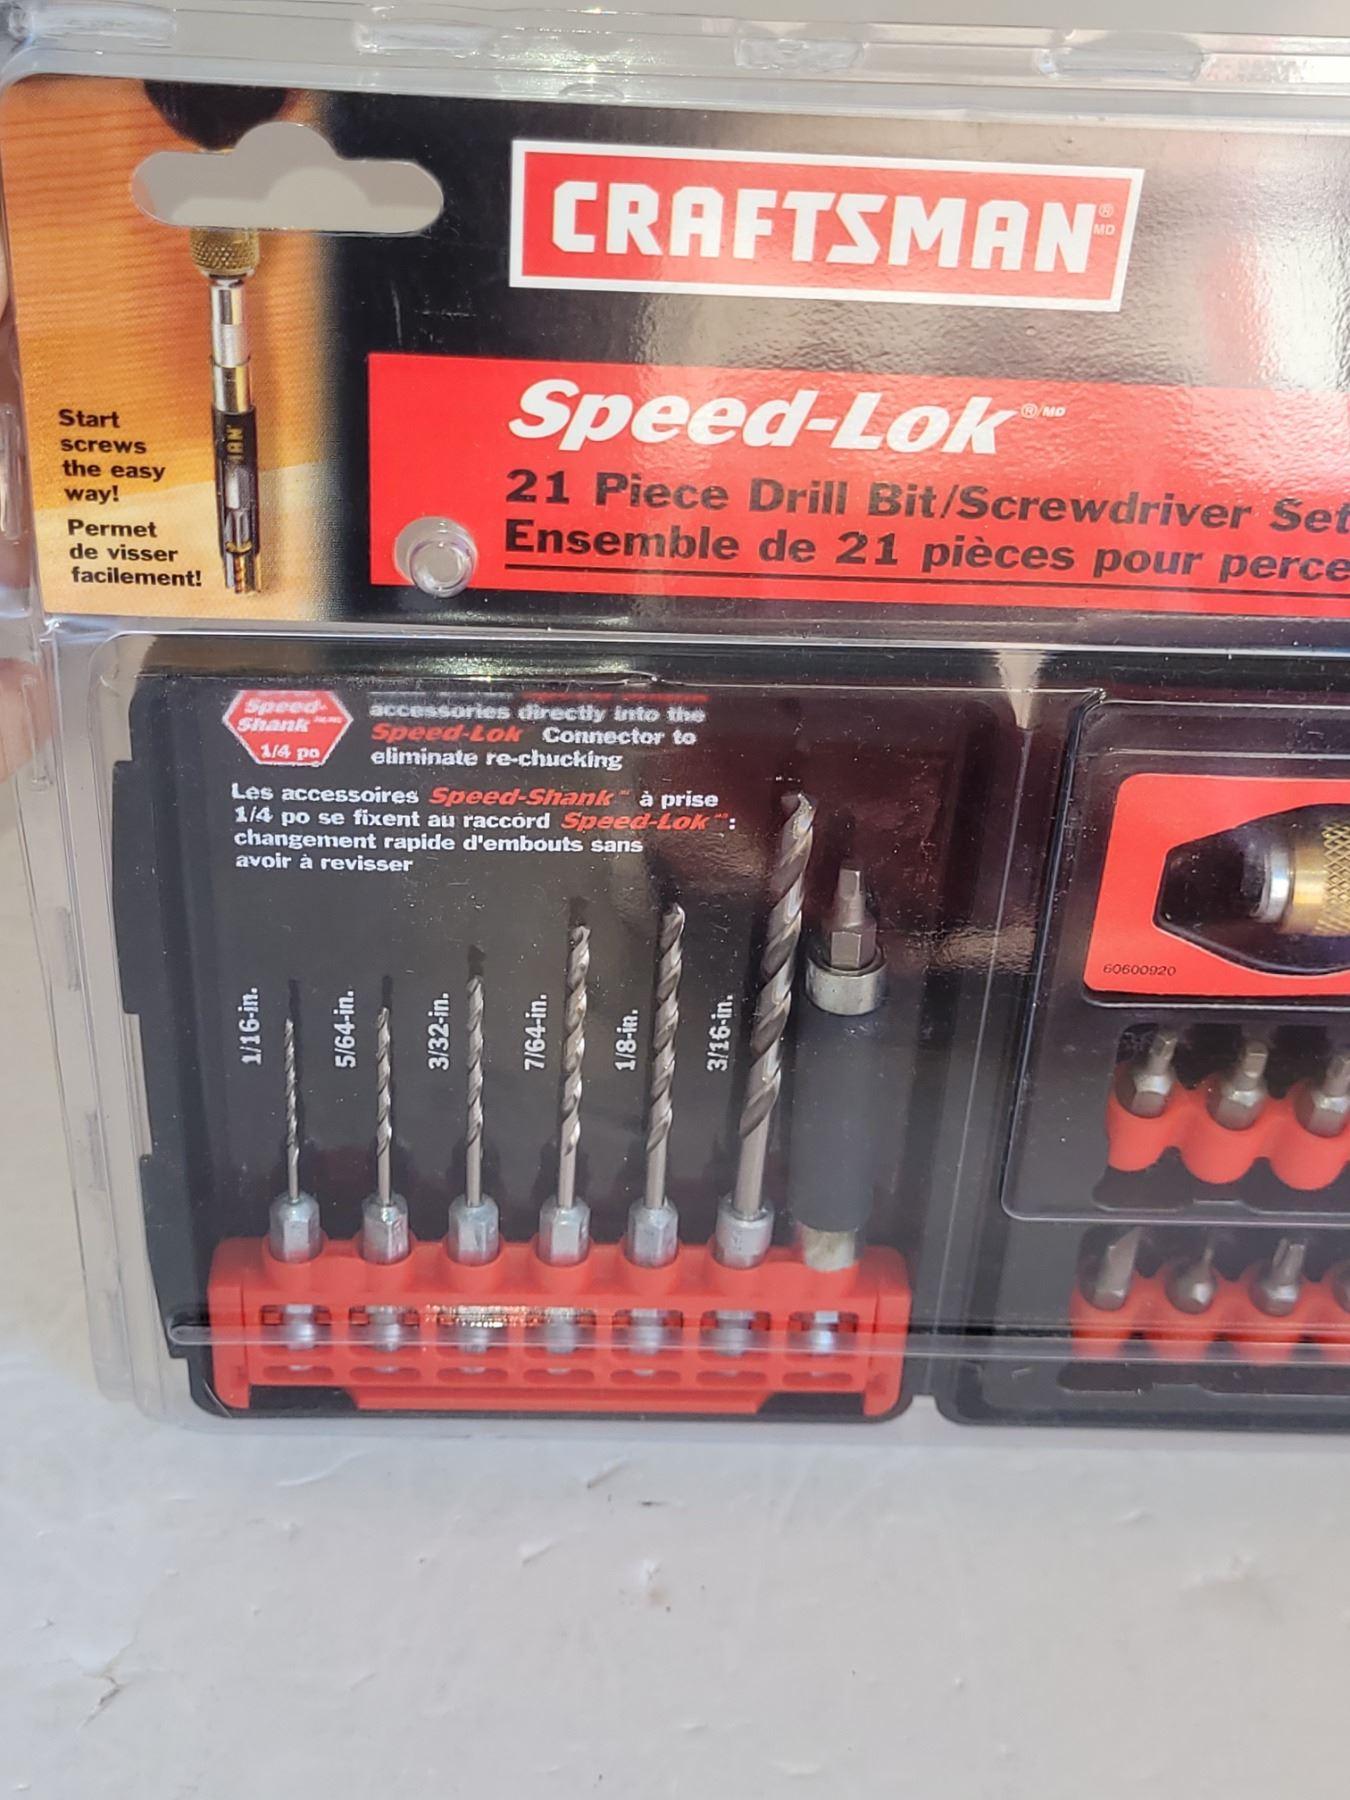 CRAFTSMAN®
MD
Speed-Lok®/MD
21 Piece Drill Bit/Screwdriver Set
Ensemble de 21 pièces pour perce
Start
screws
the easy
way!
Permet
de visser
facilement!
Speed-
Shank
1/4 po
accessories directly into the
Speed-Lok Connector to
eliminate re-chucking
Les accessoires Speed-Shank à prise
1/4 po se fixent au raccord Speed-Lok :
changement rapide d'embouts sans
avoir à revisser
1/16-in.
5/64-in.
3/32-in.
7/64-in.
1/8-in.
3/16-in.
60600920